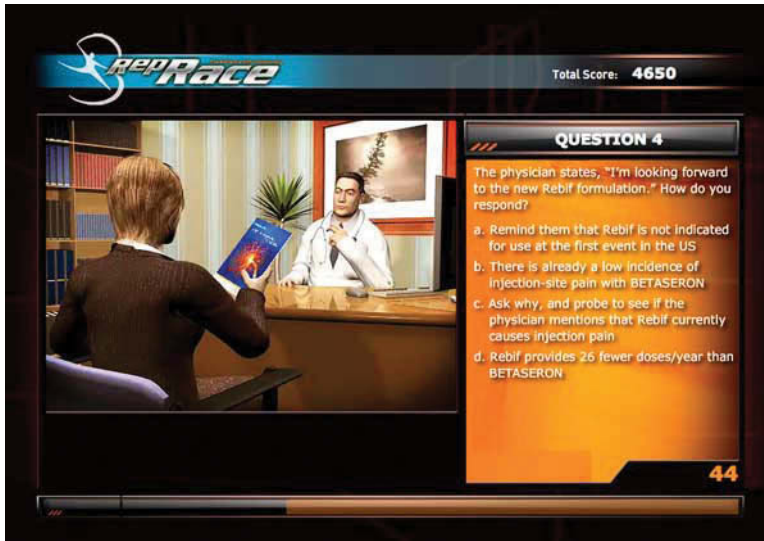 RepRace
Total Score: 4650
QUESTION 4
The physician states, "I'm looking forward
to the new Rebif formulation." How do you
respond?
a. Remind them that Rebif is not indicated
for use at the first event in the US
b. There is already a low incidence of
injection-site pain with BETASERON
c. Ask why, and probe to see if the
physician mentions that Rebif currently
causes injection pain
d. Rebif provides 26 fewer doses/year than
BETASERON
44